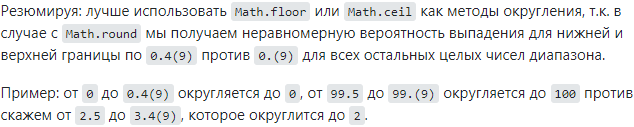 Резюмируя: лучше использовать Math.floor или Math.ceil как методы округления, т.к. в
случае с Math.round мы получаем неравномерную вероятность выпадения для нижней и
верхней границы по 0.4(9) против 0.(9) для всех остальных целых чисел диапазона.
Пример: от 0 до 0.4(9) округляется до 0, от 99.5 до 99.(9) округляется до 100 против
скажем от 2.5 до 3.4(9), которое округлится до 2.